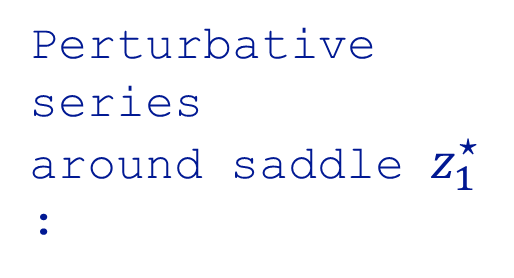 Perturbative
series
around saddle z₁⋆
: